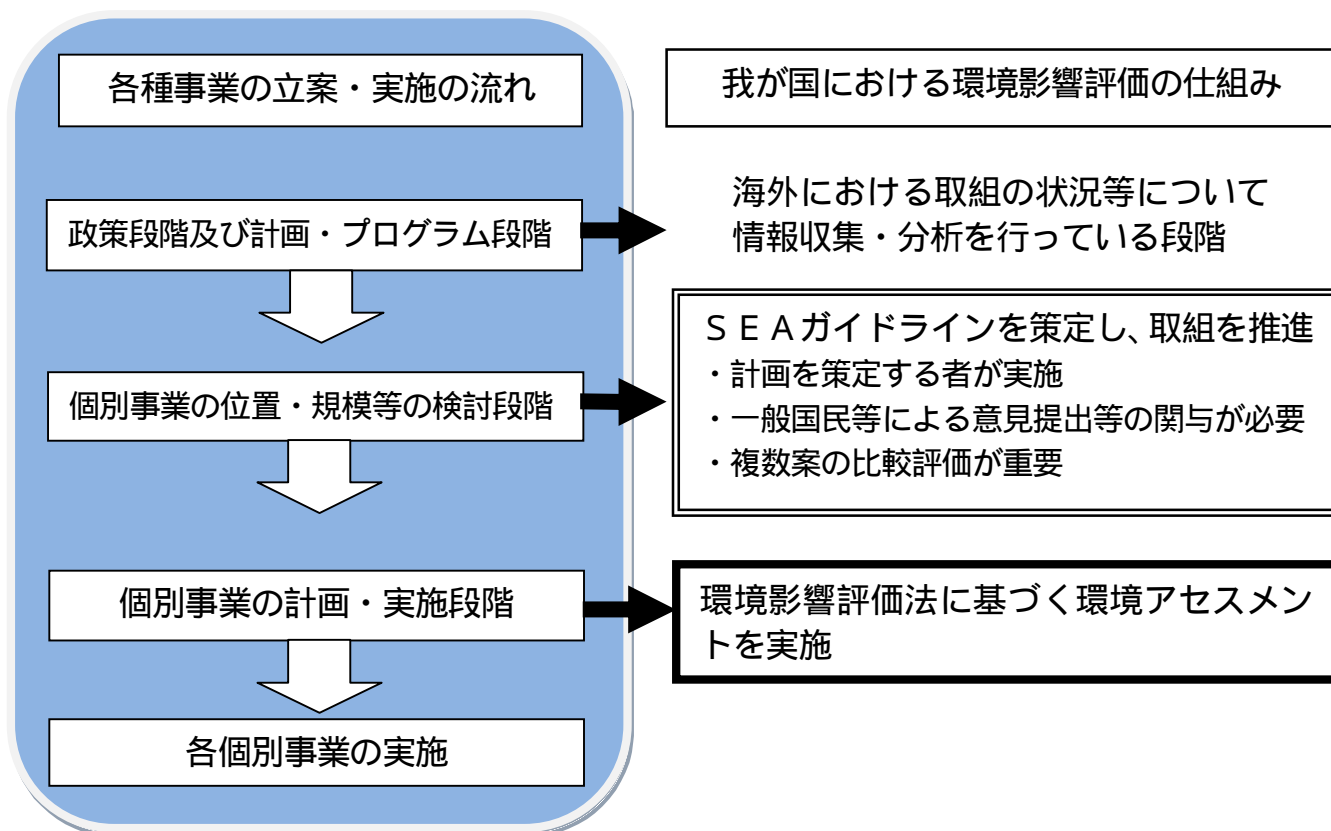 各種事業の立案・実施の流れ
我が国における環境影響評価の仕組み
政策段階及び計画・プログラム段階
海外における取組の状況等について
情報収集・分析を行っている段階
個別事業の位置・規模等の検討段階
ＳＥＡガイドラインを策定し、取組を推進
・計画を策定する者が実施
・一般国民等による意見提出等の関与が必要
・複数案の比較評価が重要
個別事業の計画・実施段階
環境影響評価法に基づく環境アセスメン
トを実施
各個別事業の実施